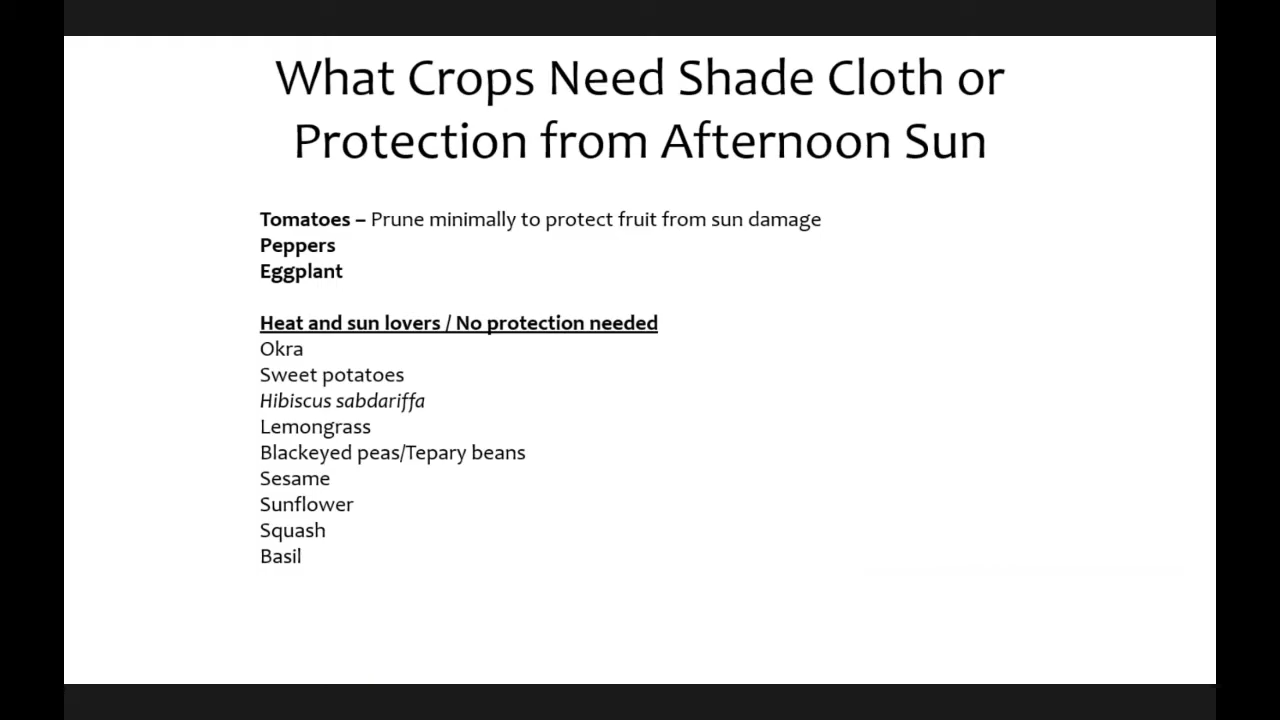 What Crops Need Shade Cloth or
Protection from Afternoon Sun
Tomatoes – Prune minimally to protect fruit from sun damage
Peppers
Eggplant
Heat and sun lovers / No protection needed
Okra
Sweet potatoes
Hibiscus sabdariffa
Lemongrass
Blackeyed peas/Tepary beans
Sesame
Sunflower
Squash
Basil